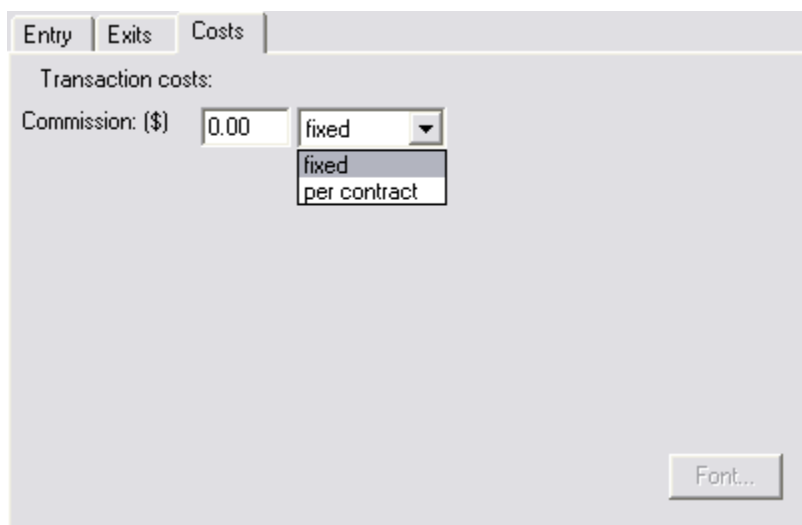 Entry Exits Costs
Transaction costs:
Commission: ($) 0.00 fixed
fixed
per contract
Font...